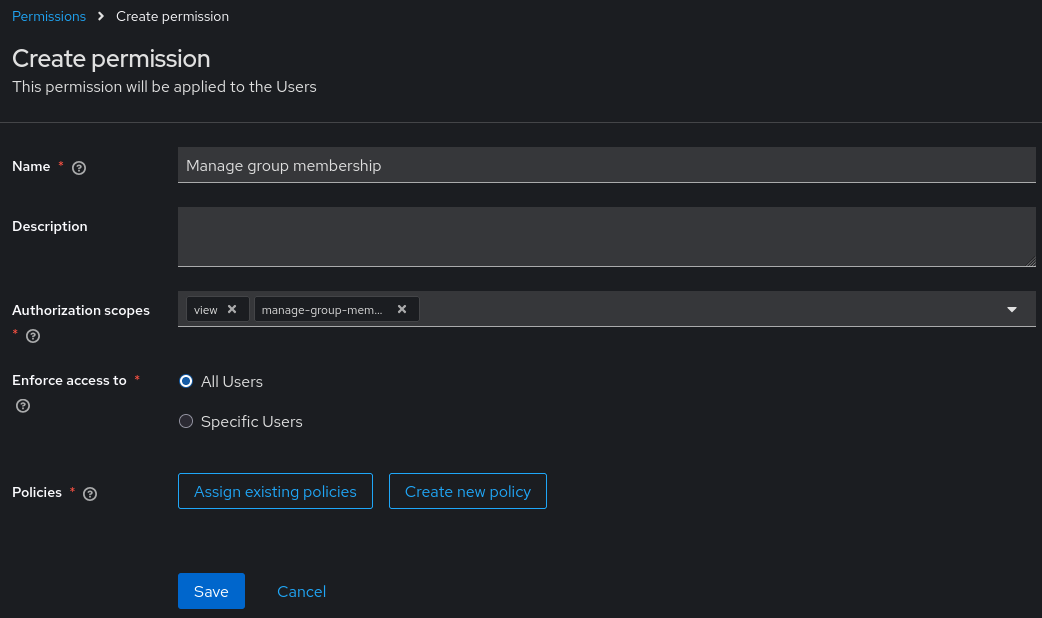 Permissions > Create permission
Create permission
This permission will be applied to the Users
Name *
Manage group membership
Description
Authorization scopes *
view
manage-group-mem...
Enforce access to *
All Users
Specific Users
Policies *
Assign existing policies
Create new policy
Save
Cancel